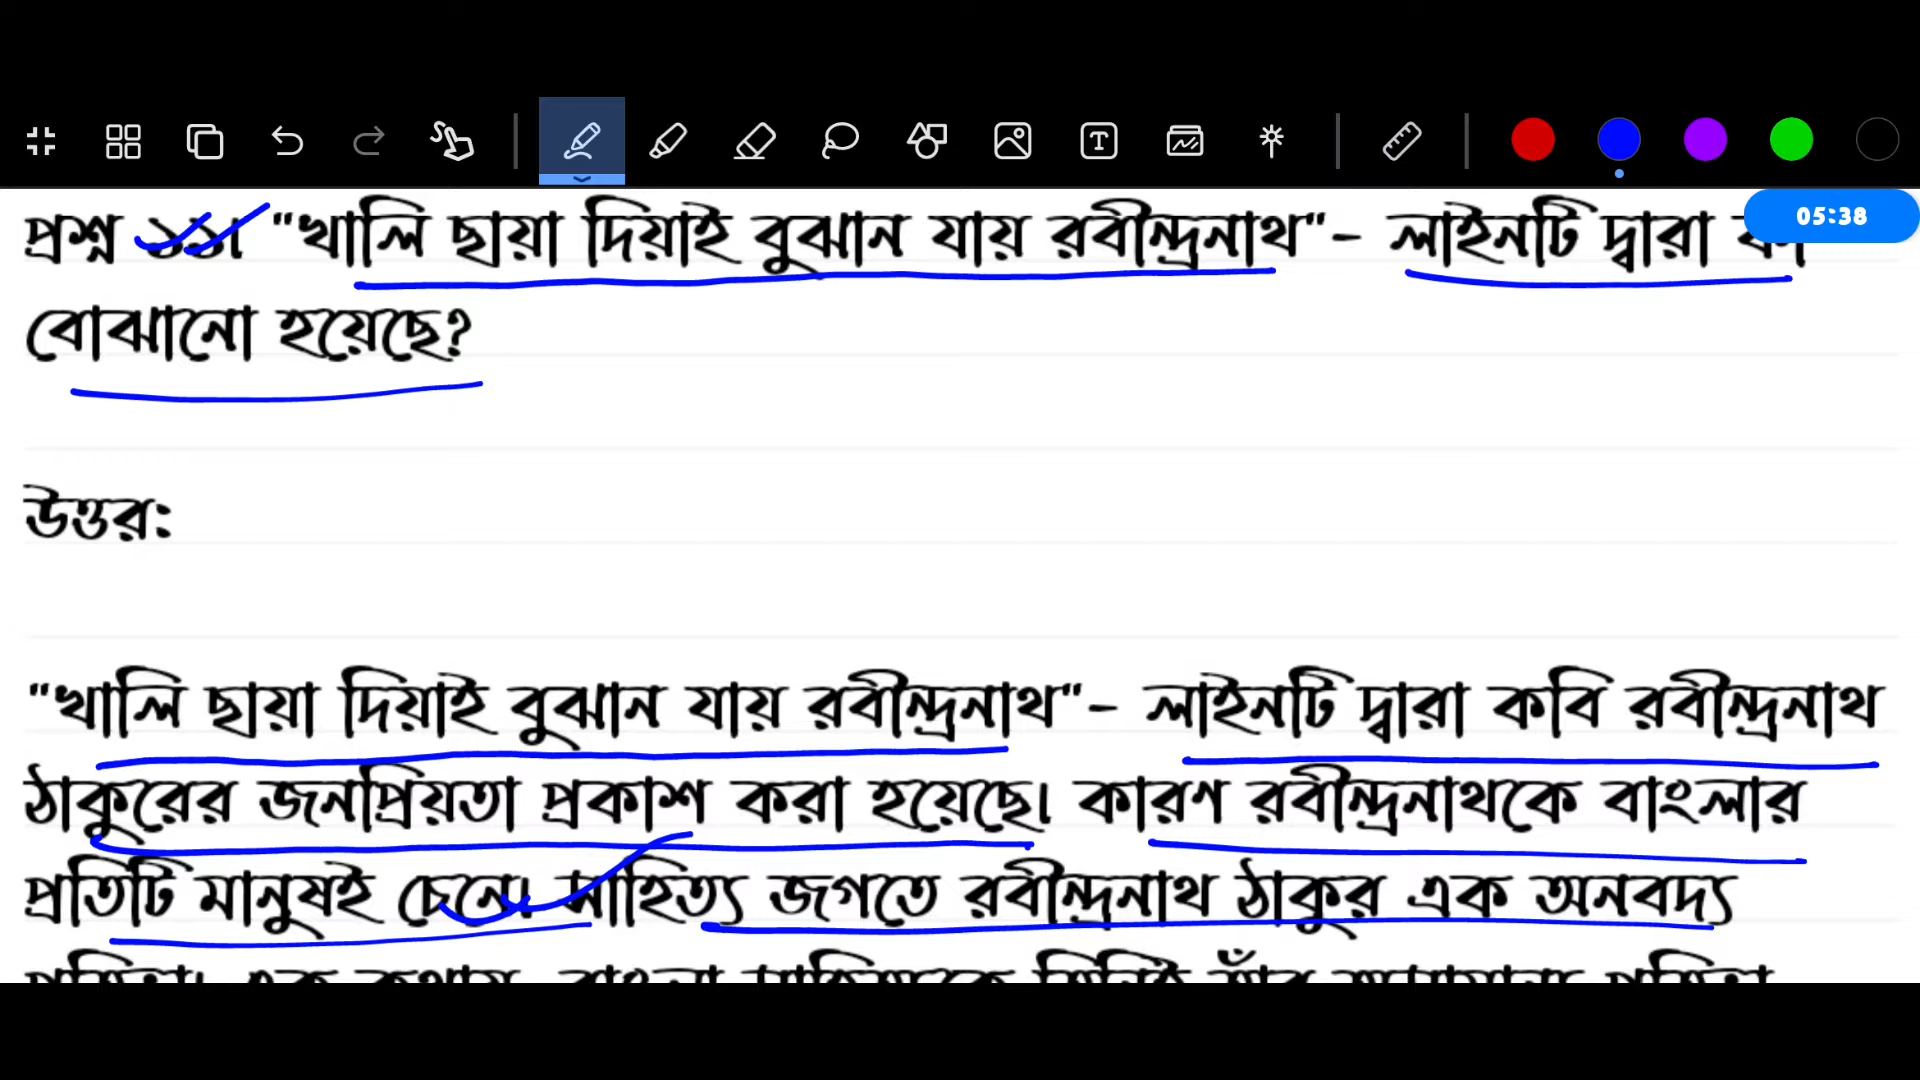 05:38
প্রশ্ন ১১। "খালি ছায়া দিয়াই বুঝান যায় রবীন্দ্রনাথ"- লাইনটি দ্বারা কী
বোঝানো হয়েছে?
উত্তর:
"খালি ছায়া দিয়াই বুঝান যায় রবীন্দ্রনাথ"- লাইনটি দ্বারা কবি রবীন্দ্রনাথ
ঠাকুরের জনপ্রিয়তা প্রকাশ করা হয়েছে। কারণ রবীন্দ্রনাথকে বাংলার
প্রতিটি মানুষই চেনে। সাহিত্য জগতে রবীন্দ্রনাথ ঠাকুর এক অনবদ্য